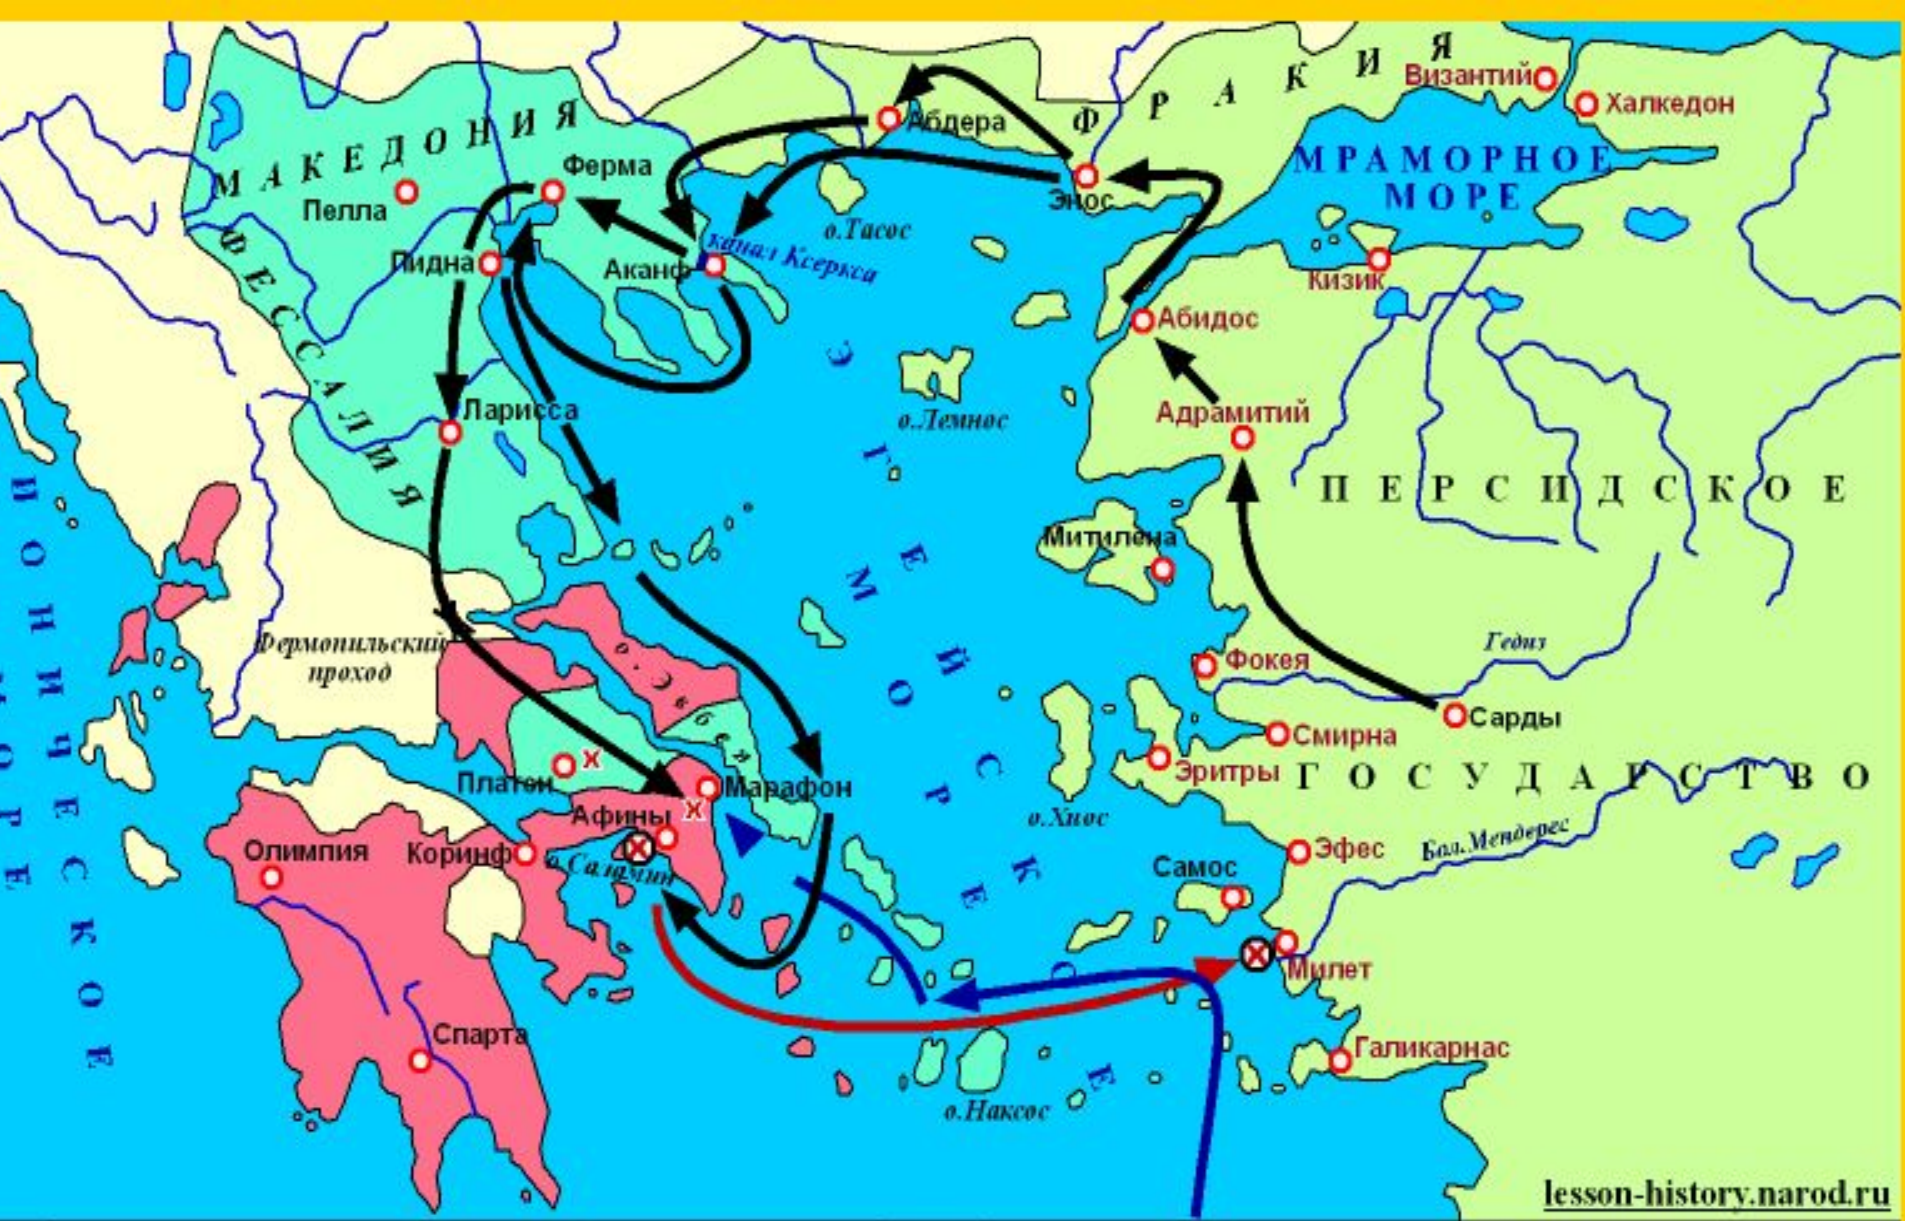 ФРАКИЯ
Византий
Халкедон
МАКЕДОНИЯ
Абдера
МРАМОРНОЕ
МОРЕ
Ферма
Пелла
Энос
о.Тасос
канал Ксеркса
Пидна
Аканф
Кизик
ФЕССАЛИЯ
Абидос
Адрамитий
Ларисса
о.Лемнос
ЭГЕЙСКОЕ
МОРЕ
ПЕРСИДСКОЕ
ГОСУДАРСТВО
ИОНИЧЕСКОЕ
МОРЕ
Митилена
Фермопильский
проход
о.Эвбея
Фокея
Гедиз
Сарды
Смирна
Эритры
о.Хиос
Платеи
Марафон
Афины
Олимпия
Коринф
о.Саламин
Самос
Эфес
Бол.Мендерес
Милет
Спарта
Галикарнас
о.Наксос
lesson-history.narod.ru